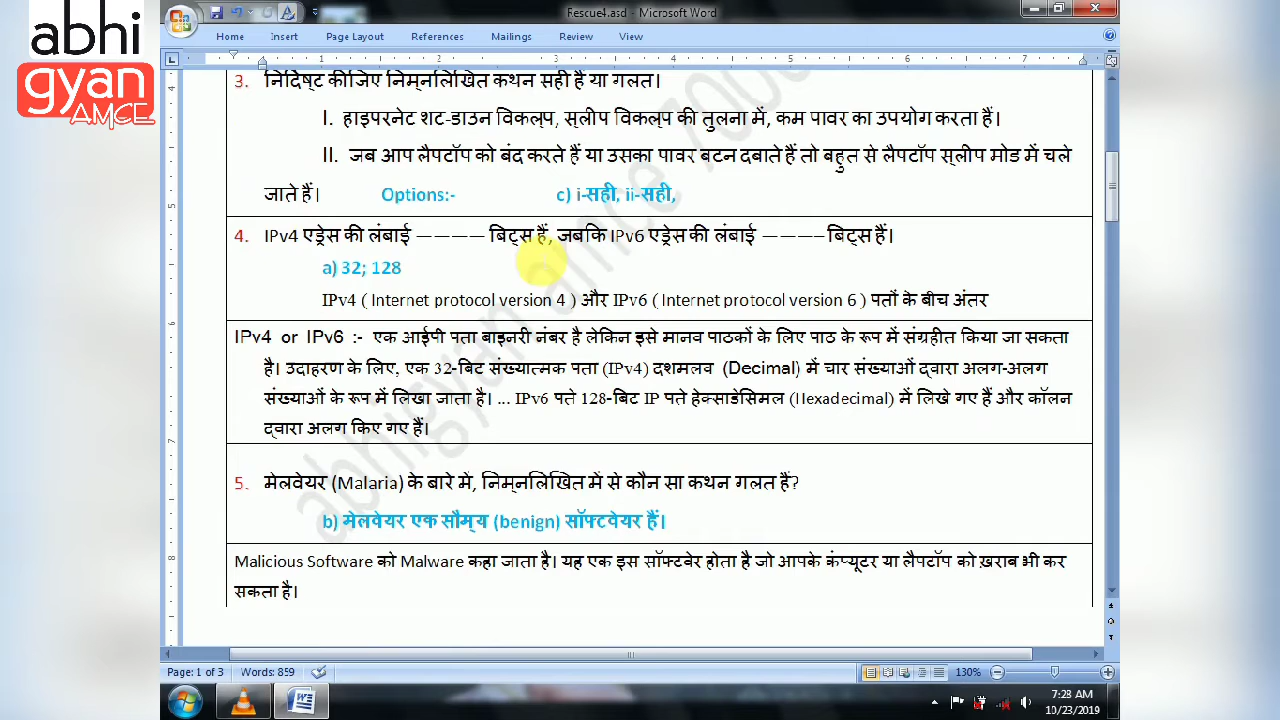 abhi
gyan
AMCE
Rescue4.asd - Microsoft Word
Home Insert Page Layout References Mailings Review View
3. निर्दिष्ट कीजिए निम्नलिखित कथन सही हैं या गलत।
I. हाइपरनेट शट-डाउन विकल्प, स्लीप विकल्प की तुलना में, कम पावर का उपयोग करता हैं।
II. जब आप लैपटॉप को बंद करते हैं या उसका पावर बटन दबाते हैं तो बहुत से लैपटॉप स्लीप मोड में चले
जाते हैं। Options:- c) i-सही, ii-सही,
4. IPv4 एड्रेस की लंबाई ———— बिट्स हैं, जबकि IPv6 एड्रेस की लंबाई ———— बिट्स हैं।
a) 32; 128
IPv4 ( Internet protocol version 4 ) और IPv6 ( Internet protocol version 6 ) पतों के बीच अंतर
IPv4 or IPv6 :- एक आईपी पता बाइनरी नंबर है लेकिन इसे मानव पाठकों के लिए पाठ के रूप में संग्रहीत किया जा सकता
है। उदाहरण के लिए, एक 32-बिट संख्यात्मक पता (IPv4) दशमलव (Decimal) में चार संख्याओं द्वारा अलग-अलग
संख्याओं के रूप में लिखा जाता है। ... IPv6 पते 128-बिट IP पते हेक्साडेसिमल (Hexadecimal) में लिखे गए हैं और कॉलन
द्वारा अलग किए गए हैं।
5. मेलवेयर (Malaria) के बारे में, निम्नलिखित में से कौन सा कथन गलत हैं?
b) मेलवेयर एक सौम्य (benign) सॉफ्टवेयर हैं।
Malicious Software को Malware कहा जाता है। यह एक इस सॉफ्टवेर होता है जो आपके कंप्यूटर या लैपटॉप को ख़राब भी कर
सकता है।
abhigyan amce 700
Page: 1 of 3 Words: 859 130%
7:28 AM
10/23/2019